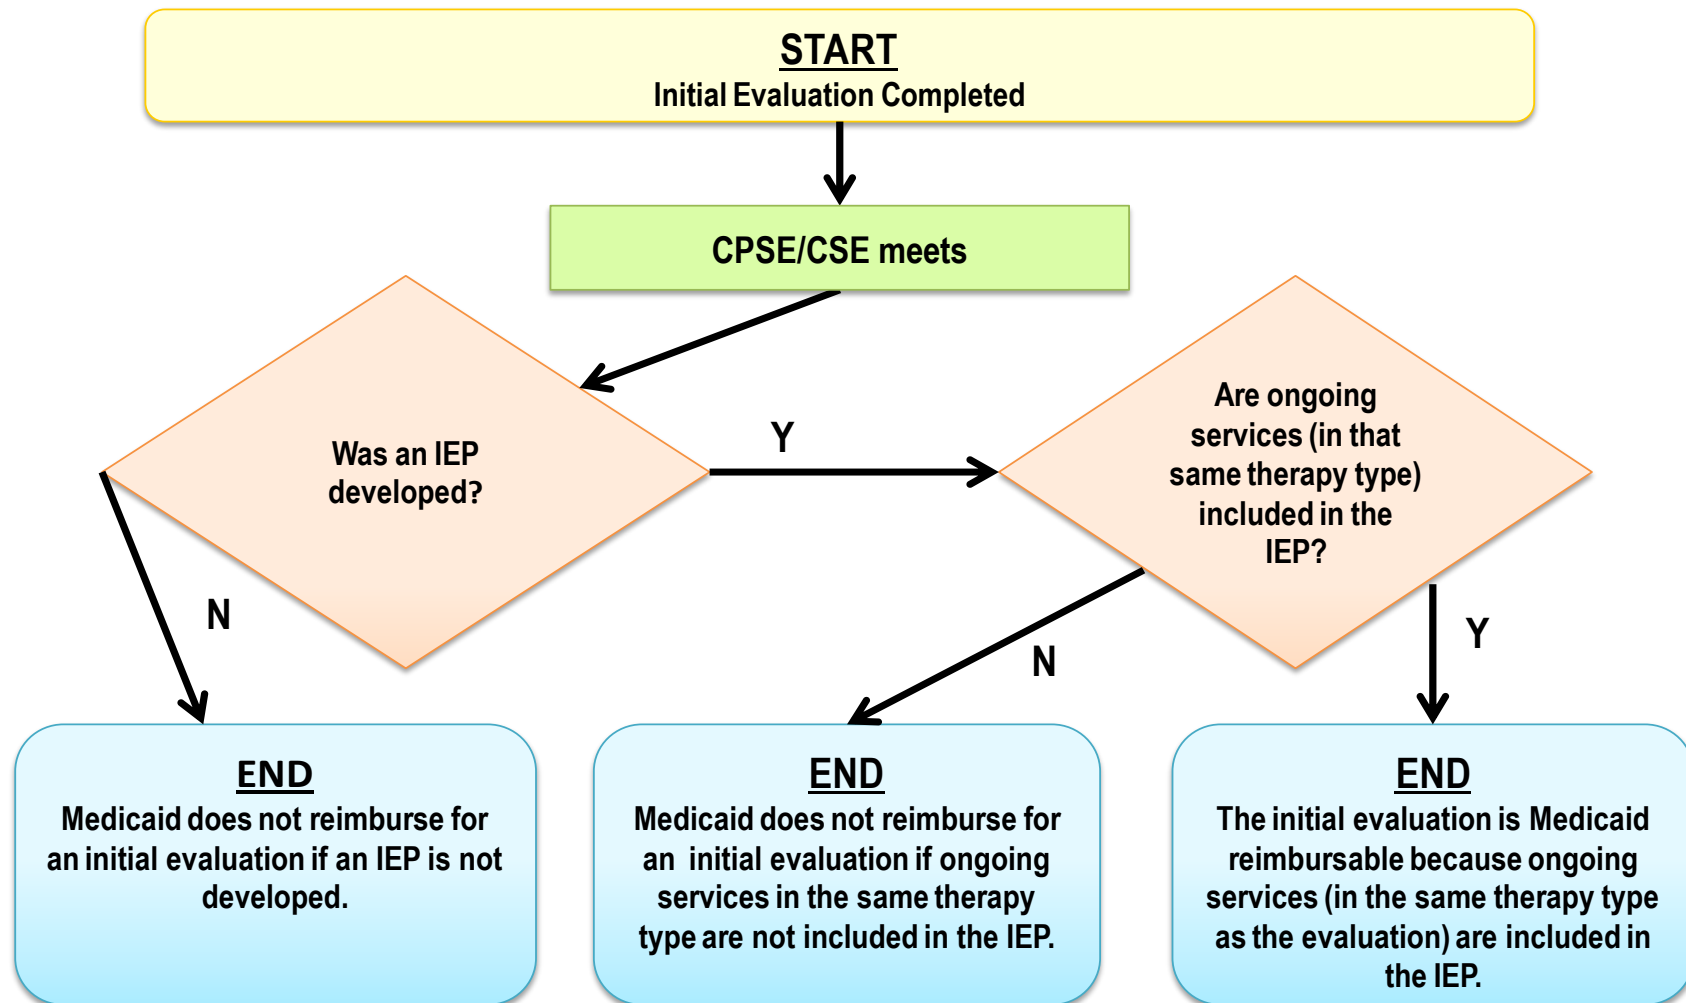 START
Initial Evaluation Completed
CPSE/CSE meets
Was an IEP
developed?
Y
Are ongoing
services (in that
same therapy type)
included in the
IEP?
N
N
Y
END
Medicaid does not reimburse for
an initial evaluation if an IEP is not
developed.
END
Medicaid does not reimburse for
an initial evaluation if ongoing
services in the same therapy
type are not included in the IEP.
END
The initial evaluation is Medicaid
reimbursable because ongoing
services (in the same therapy type
as the evaluation) are included in
the IEP.